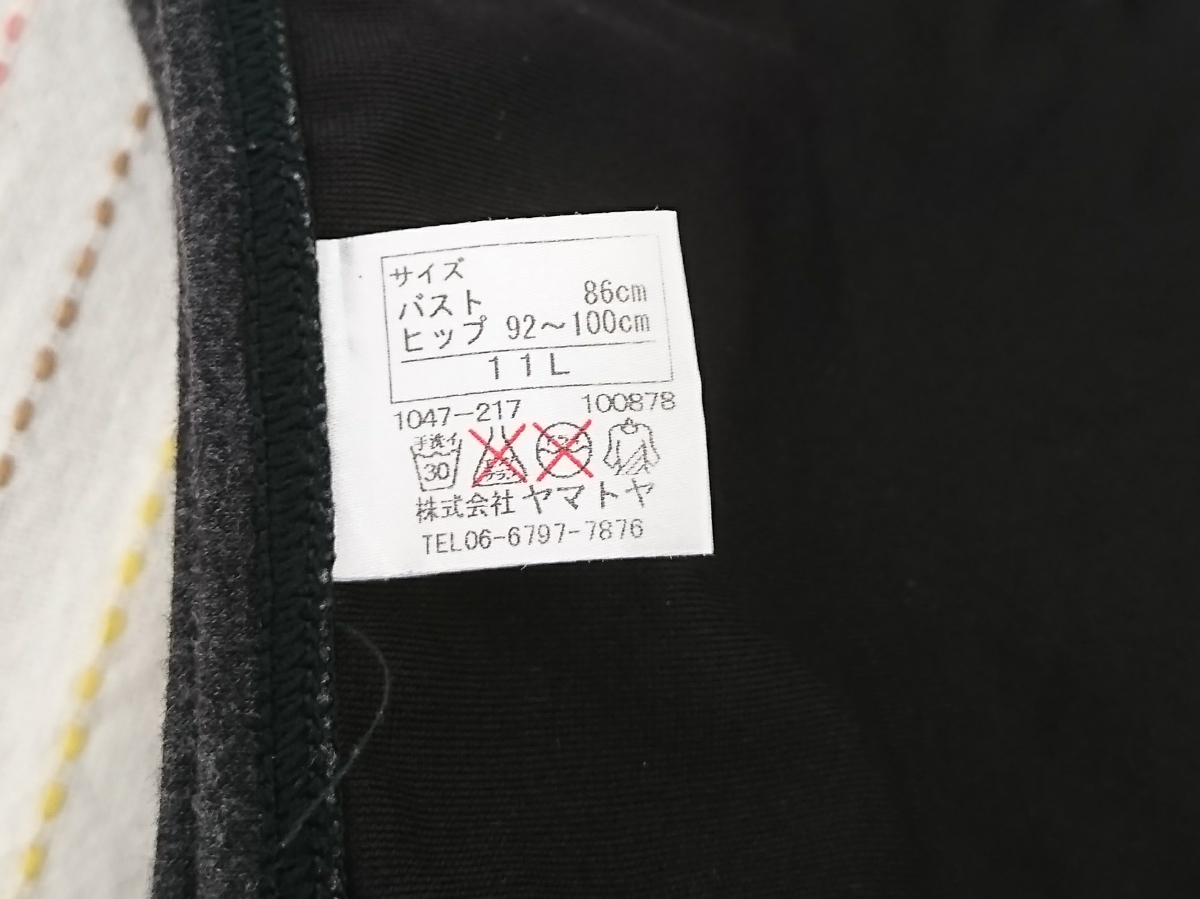 サイズ
バスト 86cm
ヒップ 92～100cm
11L
1047-217 100878
手洗イ
30
株式会社 ヤマトヤ
TEL06-6797-7876